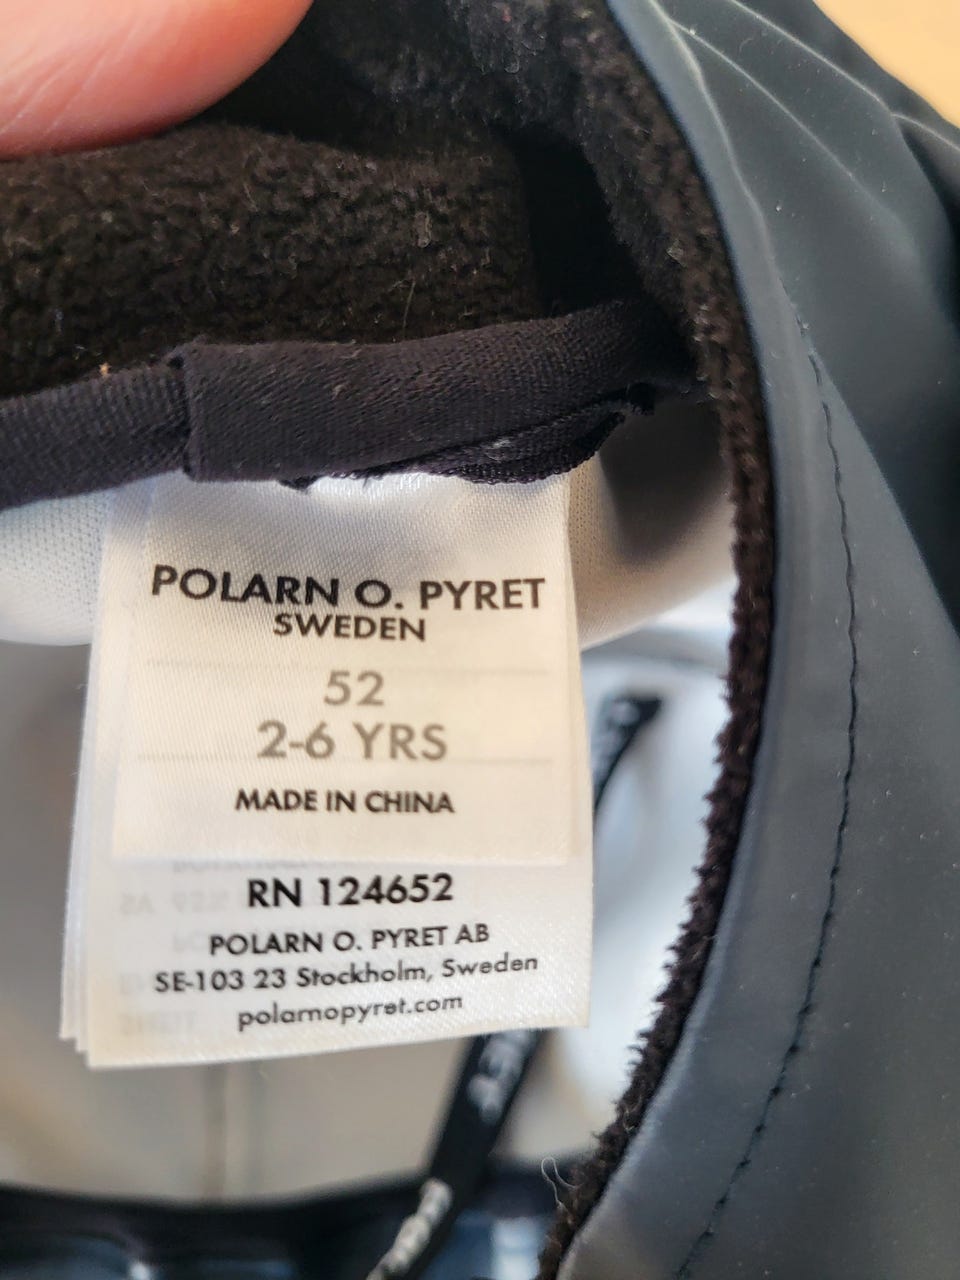 POLARN O. PYRET
SWEDEN
52
2-6 YRS
MADE IN CHINA
RN 124652
POLARN O. PYRET AB
SE-103 23 Stockholm, Sweden
polarnopyret.com